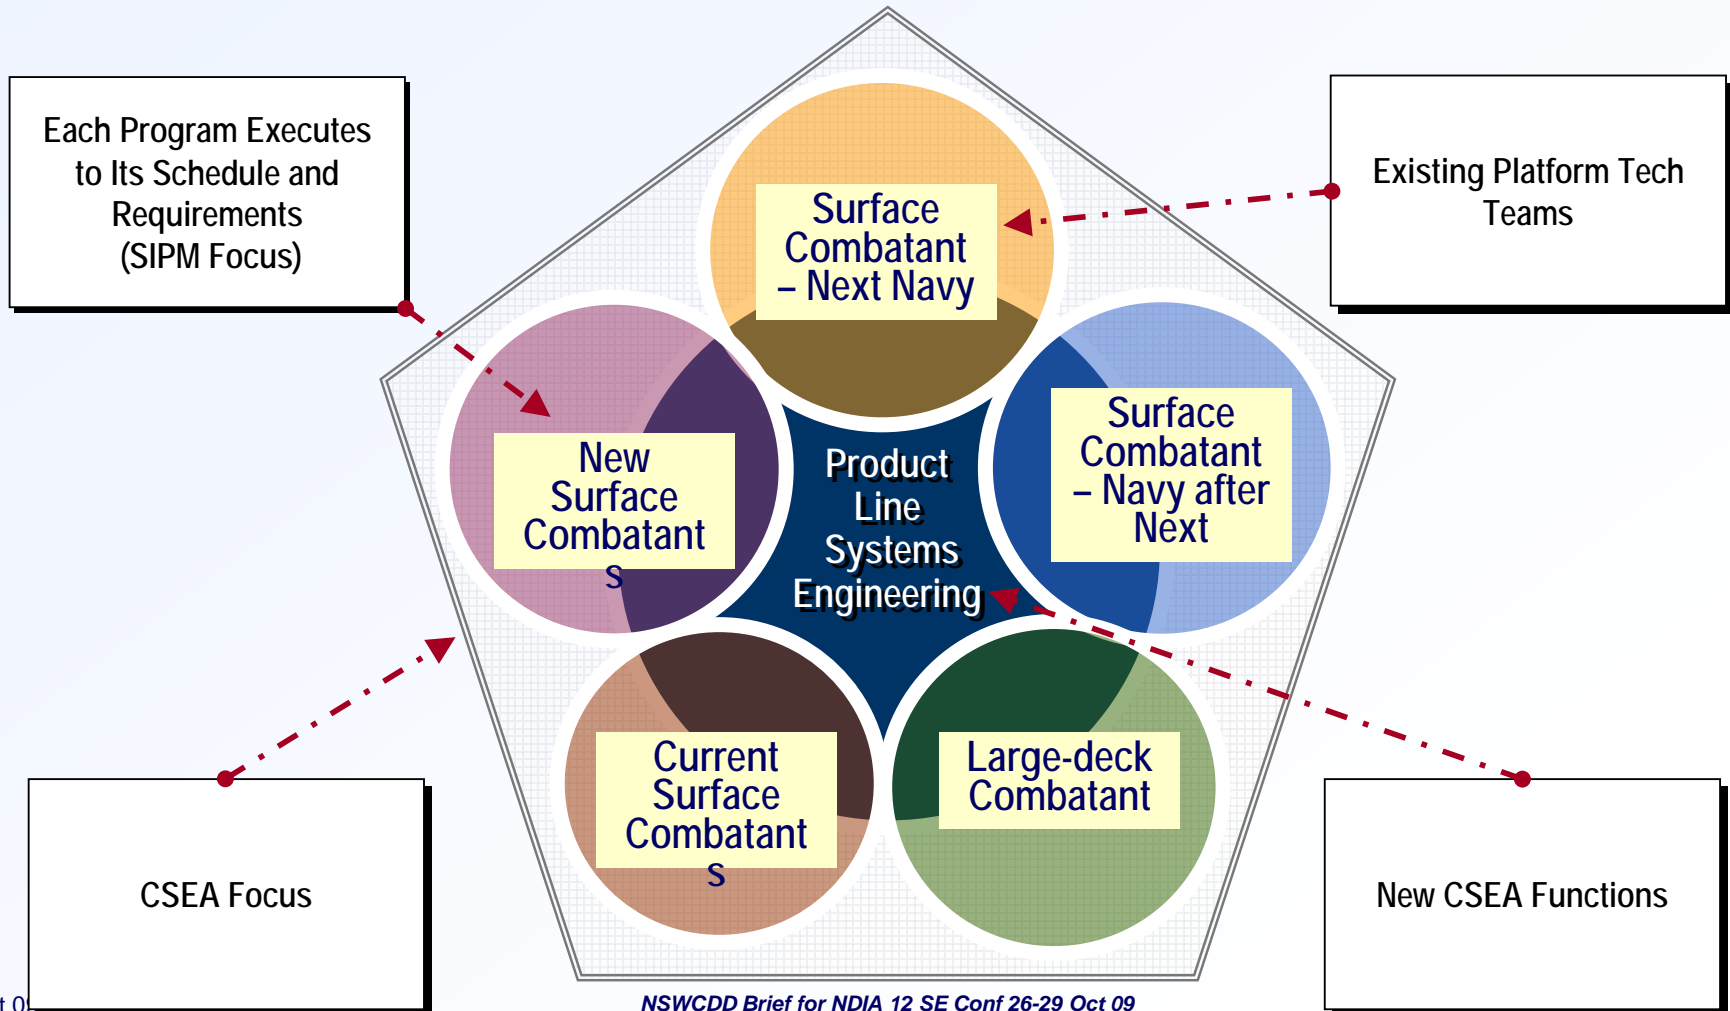 Each Program Executes
to Its Schedule and
Requirements
(SIPM Focus)
Existing Platform Tech
Teams
Surface
Combatant
– Next Navy
New
Surface
Combatant
s
Product
Line
Systems
Engineering
Surface
Combatant
– Navy after
Next
Current
Surface
Combatant
s
Large-deck
Combatant
CSEA Focus
New CSEA Functions
NSWCDD Brief for NDIA 12 SE Conf 26-29 Oct 09